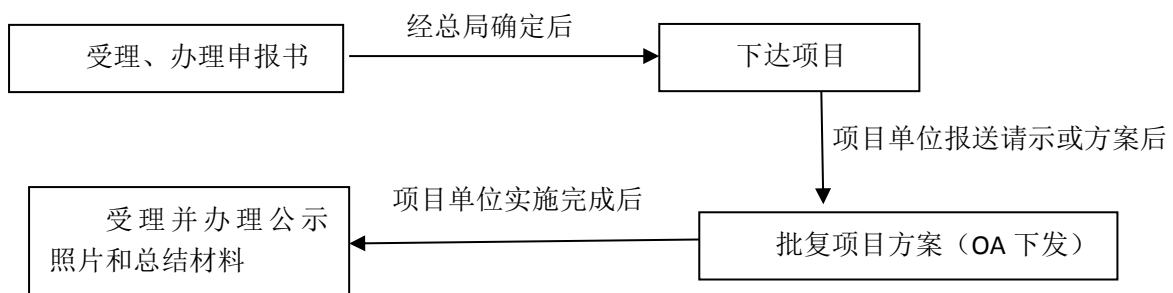 受理、办理申报书
经总局确定后
下达项目
项目单位报送请示或方案后
批复项目方案（OA 下发）
项目单位实施完成后
受理并办理公示
照片和总结材料